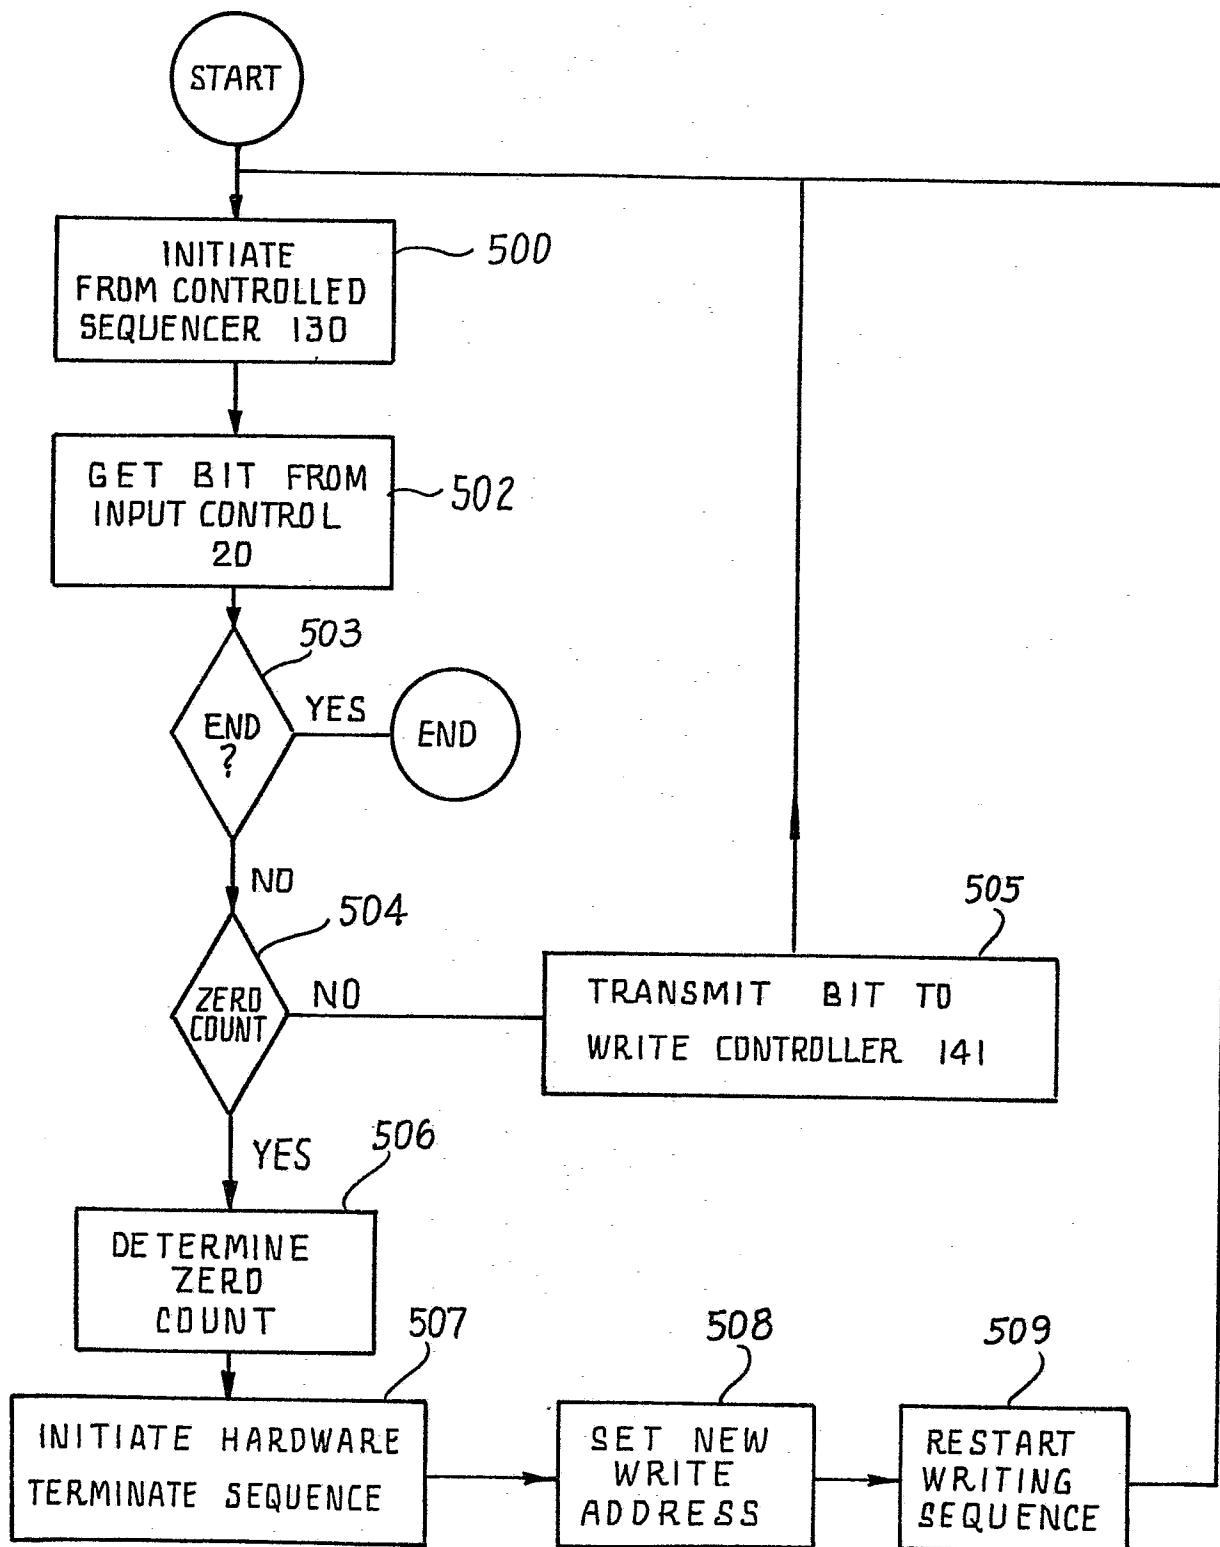 START
INITIATE
FROM CONTROLLED
SEQUENCER 130
500
GET BIT FROM
INPUT CONTROL
20
502
503
END
?
YES
END
NO
504
ZERO
COUNT
NO
505
TRANSMIT BIT TO
WRITE CONTROLLER 141
YES
506
DETERMINE
ZERO
COUNT
507
INITIATE HARDWARE
TERMINATE SEQUENCE
508
SET NEW
WRITE
ADDRESS
509
RESTART
WRITING
SEQUENCE